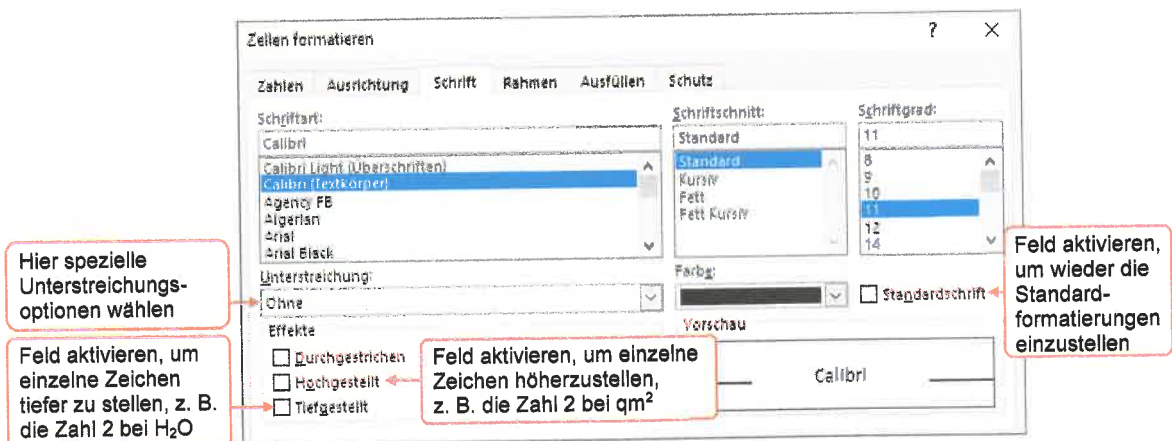 Zellen formatieren ? ×
Zahlen Ausrichtung Schrift Rahmen Ausfüllen Schutz
Schriftart: Schriftschnitt: Schriftgrad:
Calibri Standard 11
Calibri Light (Überschriften) Standard 8
Calibri (Textkörper) Kursiv 9
Agency FB Fett 10
Algerian Fett Kursiv 11
Arial 12
Arial Black 14
Hier spezielle
Unterstreichungs-
optionen wählen
Unterstreichung: Farbe:
Ohne Standardschrift
Feld aktivieren,
um wieder die
Standard-
formatierungen
einzustellen
Effekte Vorschau
Durchgestrichen
Hochgestellt
Tiefgestellt
Feld aktivieren, um
einzelne Zeichen
tiefer zu stellen, z. B.
die Zahl 2 bei H₂O
Feld aktivieren, um einzelne
Zeichen höherzustellen,
z. B. die Zahl 2 bei qm²
Calibri